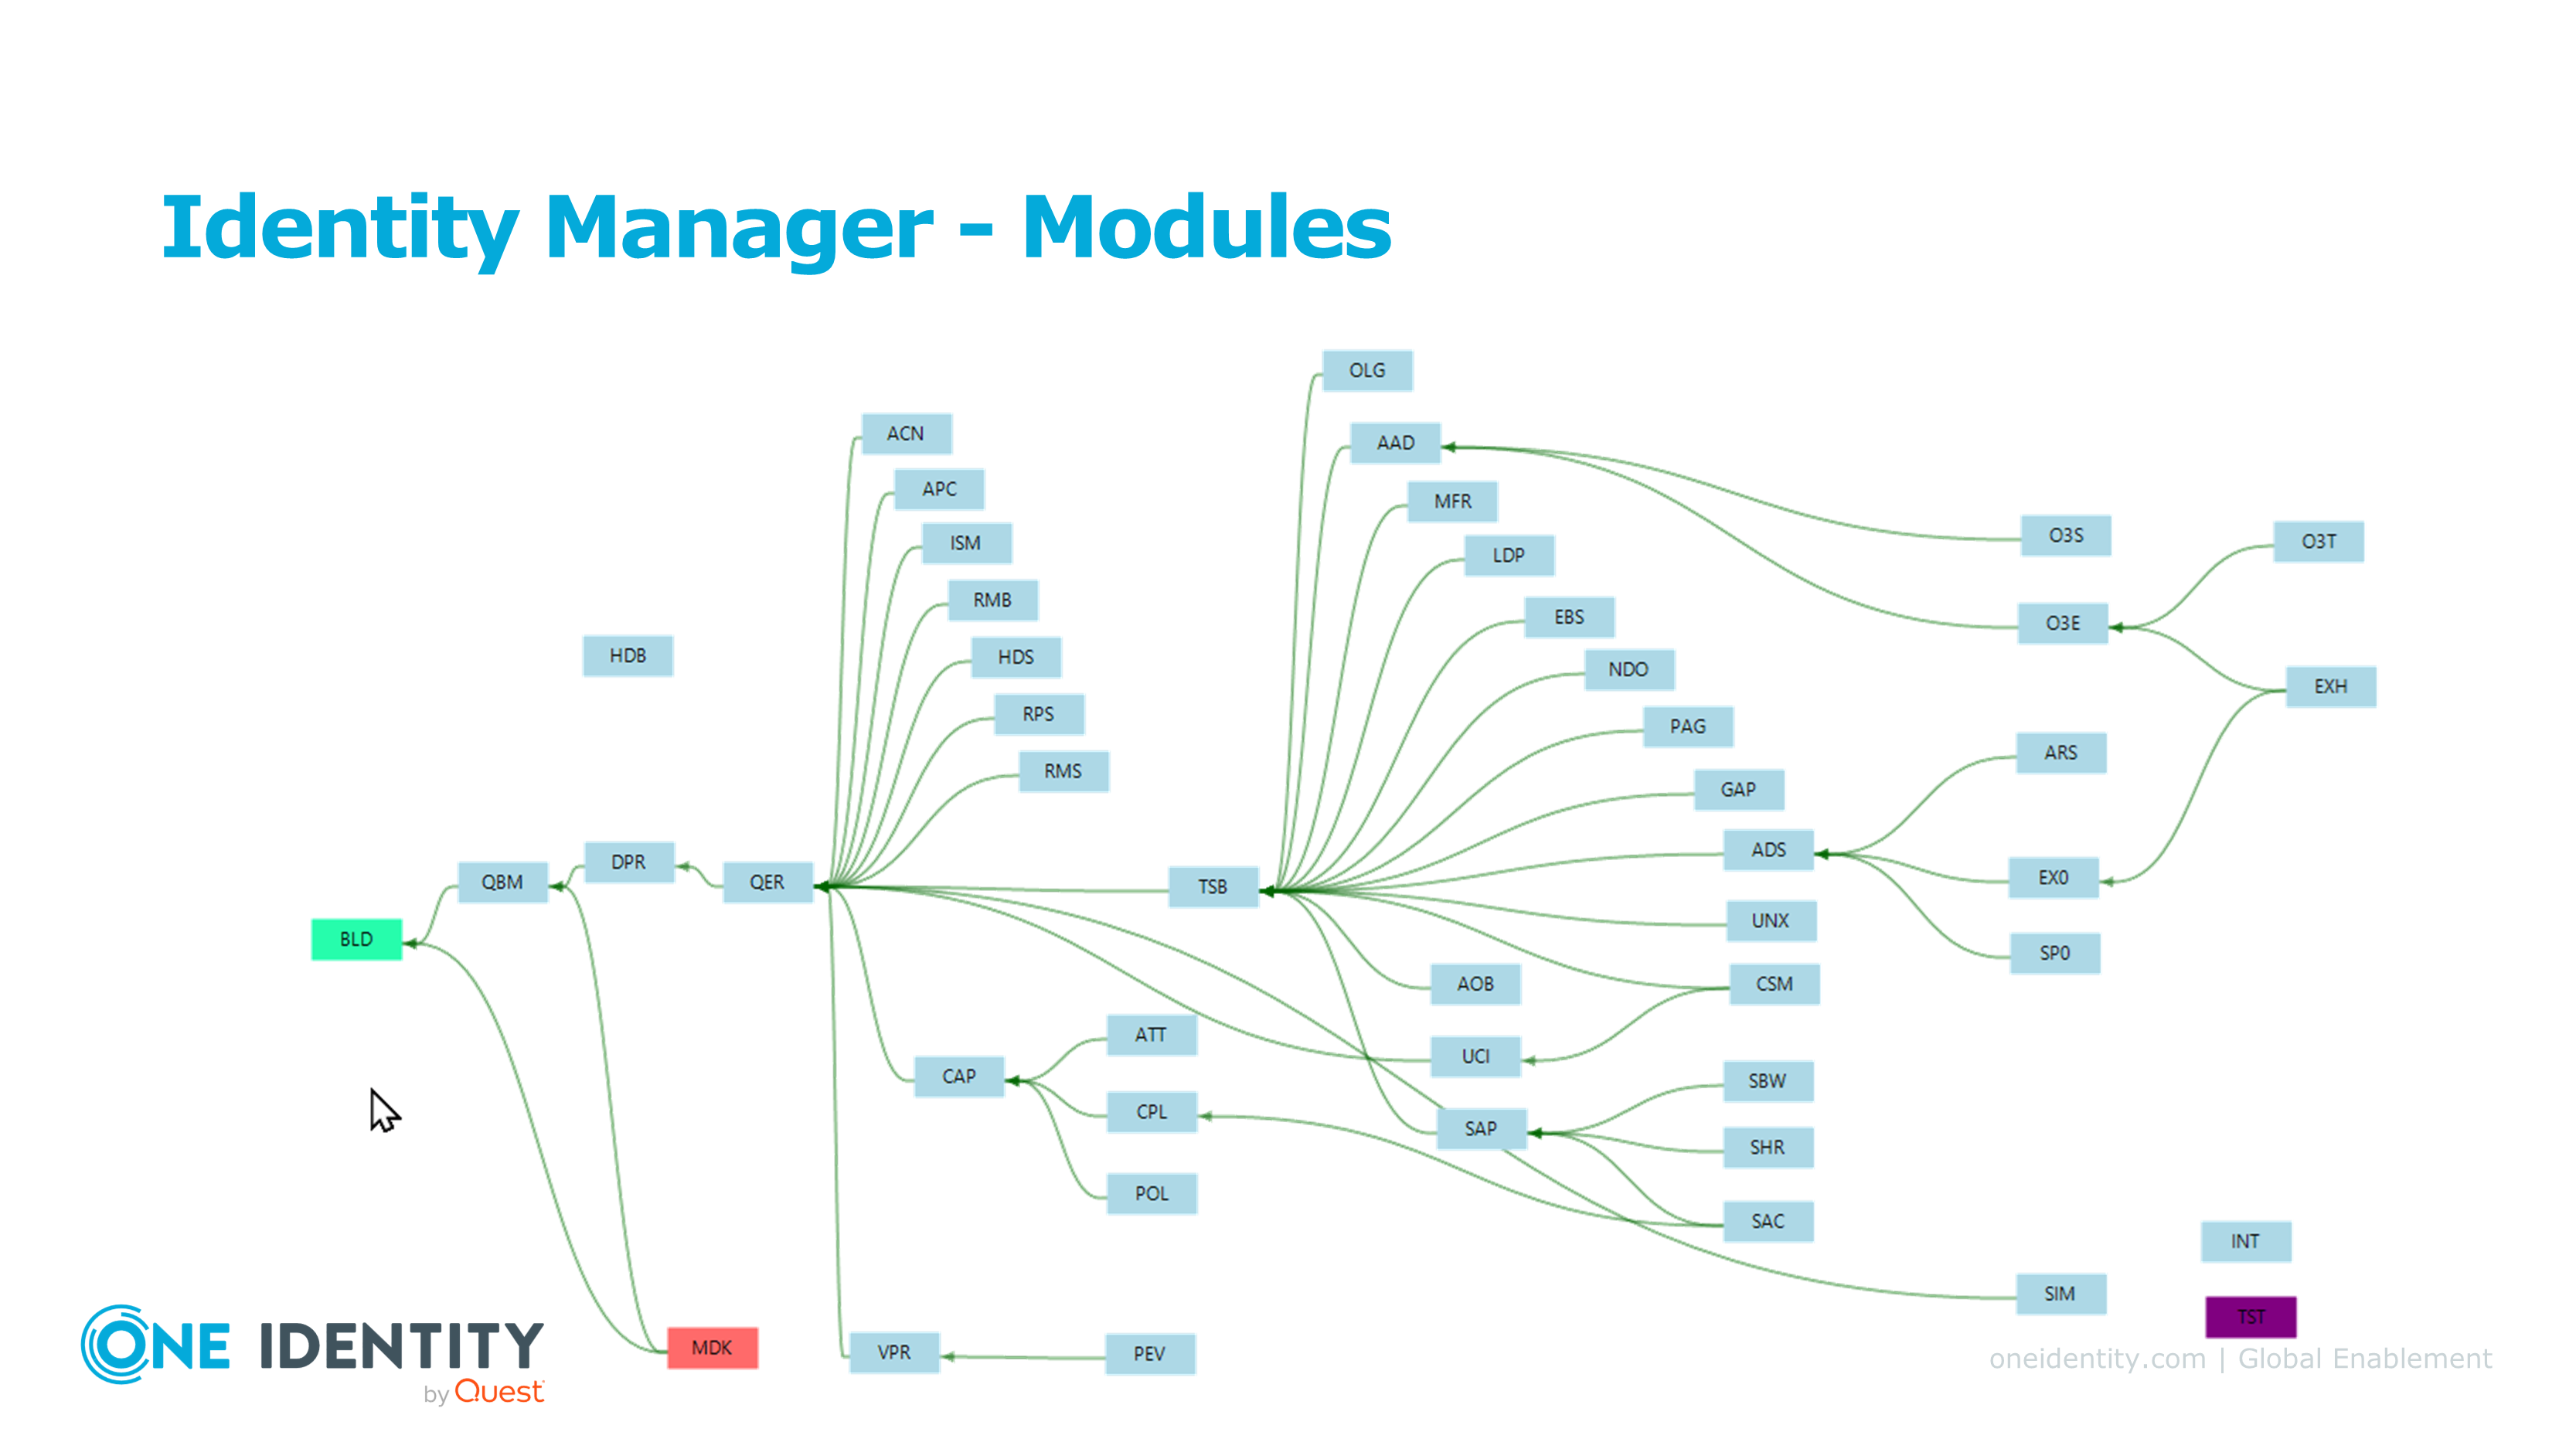 Identity Manager - Modules
OLG
ACN
AAD
APC
MFR
O3S
O3T
ISM
LDP
RMB
EBS
O3E
HDB
HDS
NDO
EXH
RPS
PAG
ARS
RMS
GAP
DPR
ADS
QBM
QER
TSB
EX0
UNX
BLD
SP0
AOB
CSM
ATT
UCI
CAP
SBW
CPL
SAP
SHR
POL
SAC
INT
SIM
TST
MDK
VPR
PEV
ONE IDENTITY
by Quest
oneidentity.com | Global Enablement